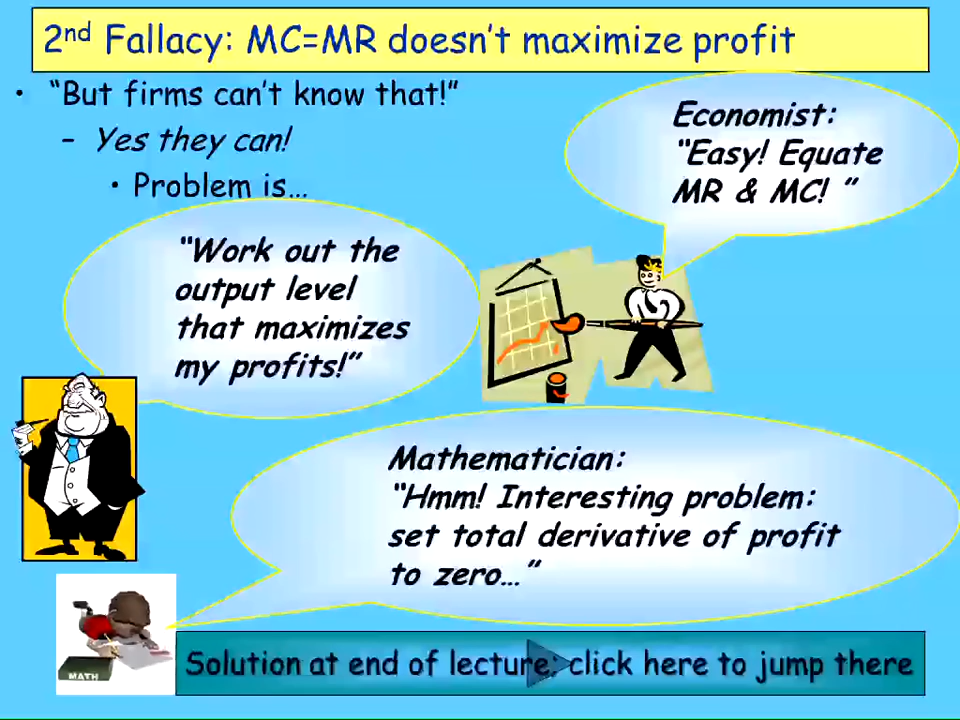 2nd Fallacy: MC=MR doesn't maximize profit
• "But firms can't know that!"
– Yes they can!
• Problem is…
Economist:
"Easy! Equate
MR & MC! "
"Work out the
output level
that maximizes
my profits!"
Mathematician:
"Hmm! Interesting problem:
set total derivative of profit
to zero…"
MATH
Solution at end of lecture; click here to jump there